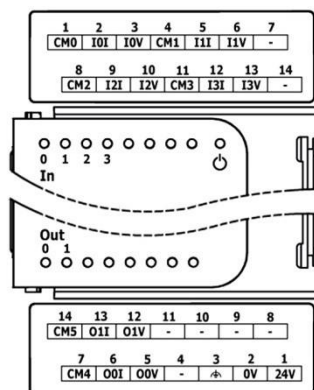 1 2 3 4 5 6 7
CM0 I0I I0V CM1 I1I I1V -
8 9 10 11 12 13 14
CM2 I2I I2V CM3 I3I I3V -
0 1 2 3
In
Out
0 1
14 13 12 11 10 9 8
CM5 O1I O1V - - - -
7 6 5 4 3 2 1
CM4 O0I O0V - 0V 24V